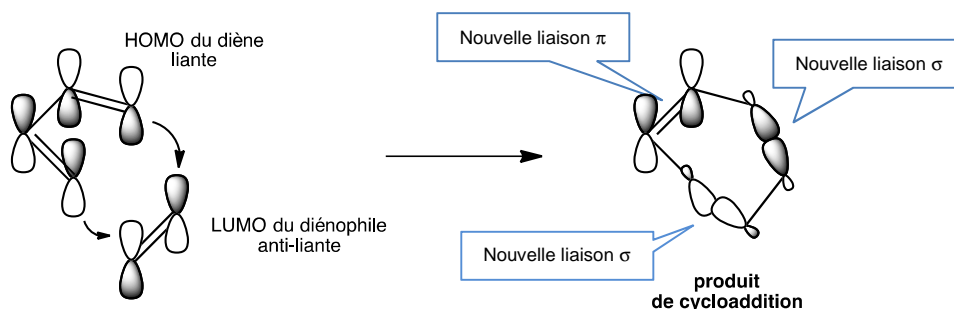 HOMO du diène
liante
LUMO du diénophile
anti-liante
Nouvelle liaison π
Nouvelle liaison σ
Nouvelle liaison σ
produit
de cycloaddition